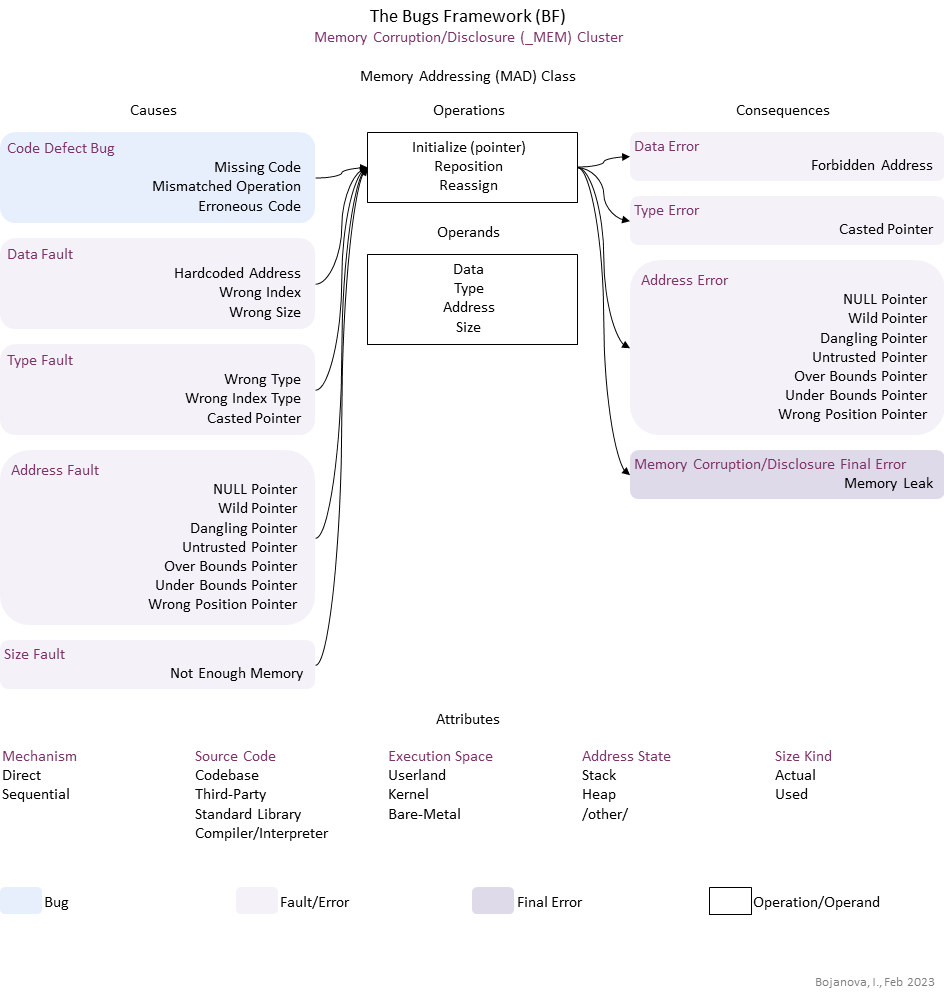 The Bugs Framework (BF)
Memory Corruption/Disclosure (_MEM) Cluster
Memory Addressing (MAD) Class
Causes
Operations
Consequences
Code Defect Bug
Missing Code
Mismatched Operation
Erroneous Code
Data Fault
Hardcoded Address
Wrong Index
Wrong Size
Type Fault
Wrong Type
Wrong Index Type
Casted Pointer
Address Fault
NULL Pointer
Wild Pointer
Dangling Pointer
Untrusted Pointer
Over Bounds Pointer
Under Bounds Pointer
Wrong Position Pointer
Size Fault
Not Enough Memory
Initialize (pointer)
Reposition
Reassign
Operands
Data
Type
Address
Size
Data Error
Forbidden Address
Type Error
Casted Pointer
Address Error
NULL Pointer
Wild Pointer
Dangling Pointer
Untrusted Pointer
Over Bounds Pointer
Under Bounds Pointer
Wrong Position Pointer
Memory Corruption/Disclosure Final Error
Memory Leak
Attributes
Mechanism
Direct
Sequential
Source Code
Codebase
Third-Party
Standard Library
Compiler/Interpreter
Execution Space
Userland
Kernel
Bare-Metal
Address State
Stack
Heap
/other/
Size Kind
Actual
Used
Bug
Fault/Error
Final Error
Operation/Operand
Bojanova, I., Feb 2023